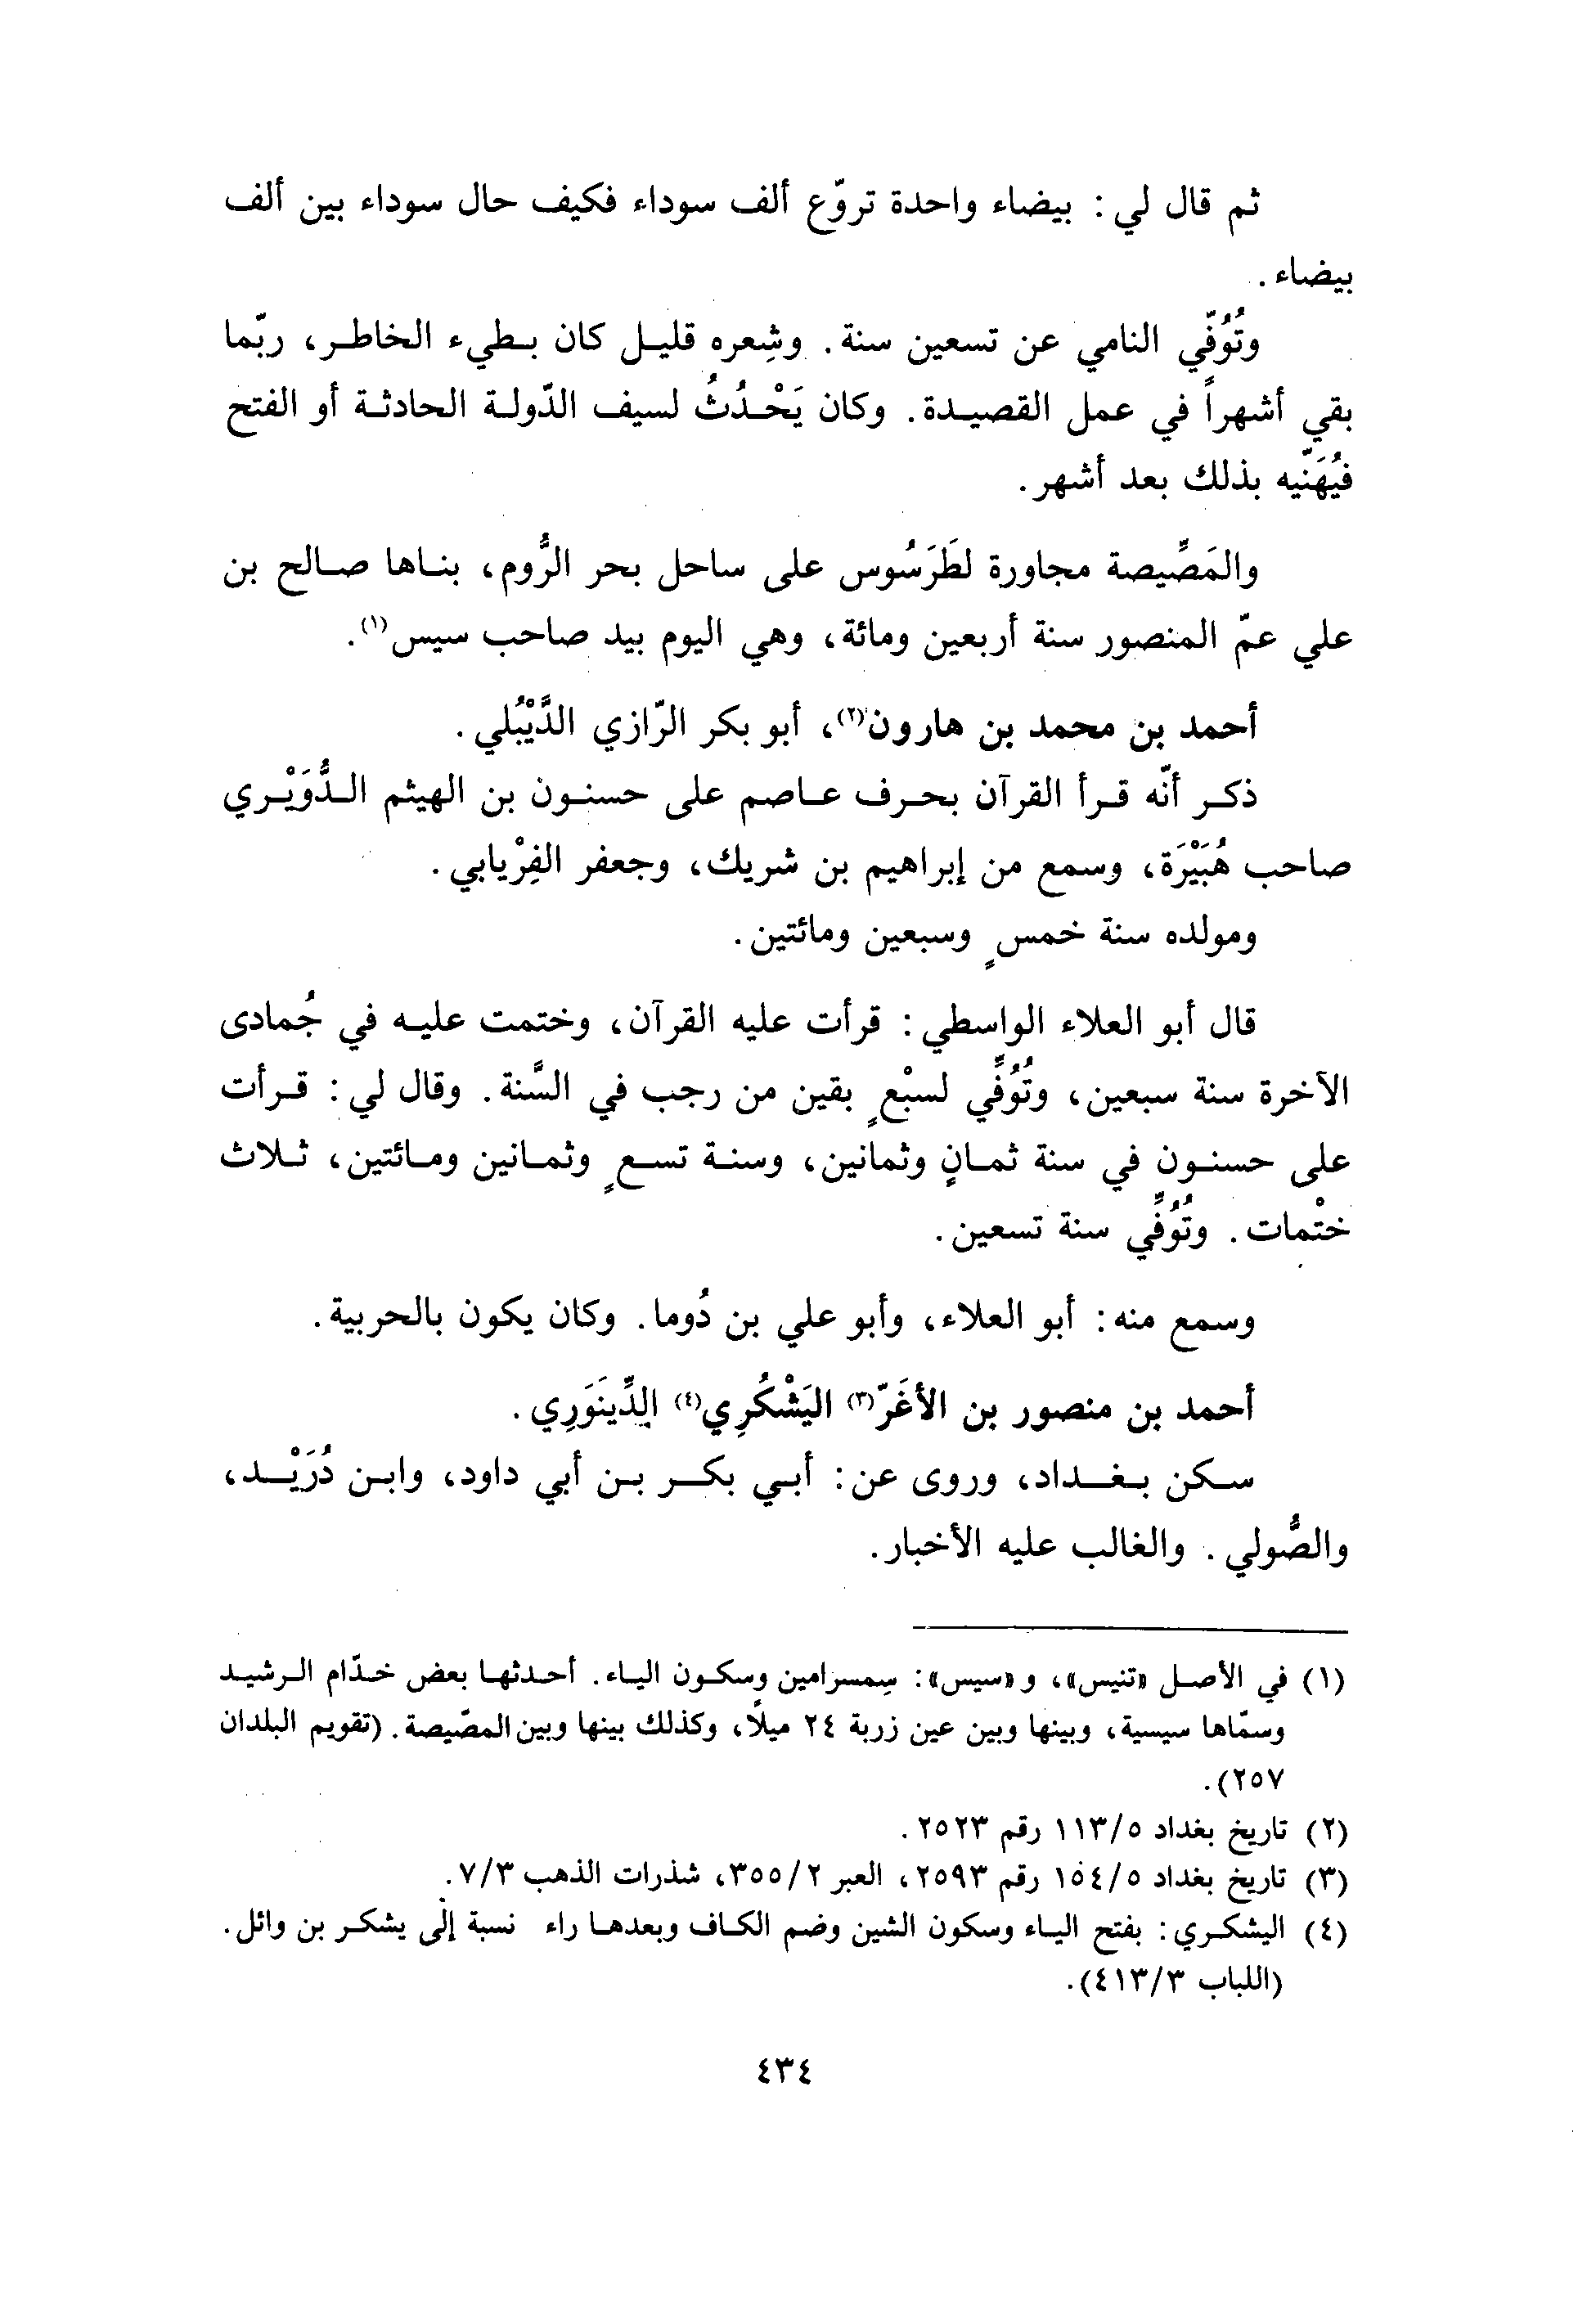 ثم قال لي : بيضاء واحدة تروّع ألف سوداء فكيف حال سوداء بين ألف
بيضاء .
وتُوُفّي النامي عن تسعين سنة . وشِعره قليل كان بطيء الخاطر، ربّما
بقي أشهراً في عمل القصيدة . وكان يَحْدُثُ لسيف الدّولة الحادثة أو الفتح
فيُهَنّيه بذلك بعد أشهر .
والمَصِّيصة مجاورة لطَرَسُوس على ساحل بحر الرُّوم، بناها صالح بن
علي عمّ المنصور سنة أربعين ومائة، وهي اليوم بيد صاحب سيس(١) .
أحمد بن محمد بن هارون(٢)، أبو بكر الرّازي الدَّيْبُلي .
ذكر أنّه قرأ القرآن بحرف عاصم على حسنون بن الهيثم الدُّوَيْري
صاحب هُبَيْرَة، وسمع من إبراهيم بن شريك، وجعفر الفِرْيابي .
ومولده سنة خمسٍ وسبعين ومائتين .
قال أبو العلاء الواسطي : قرأت عليه القرآن، وختمت عليه في جُمادى
الآخرة سنة سبعين، وتُوُفِّي لسبْعٍ بقين من رجب في السَّنة . وقال لي : قرأت
على حسنون في سنة ثمانٍ وثمانين، وسنة تسعٍ وثمانين ومائتين، ثلاث
ختْمات . وتُوُفِّي سنة تسعين .
وسمع منه : أبو العلاء، وأبو علي بن دُوما . وكان يكون بالحربية .
أحمد بن منصور بن الأغَرّ(٣) اليَشْكُرِي(٤) الدِّينَوَرِي .
سكن بغداد، وروى عن : أبي بكر بن أبي داود، وابن دُرَيْد،
والصُّولي . والغالب عليه الأخبار .
(١) في الأصل «تنيس»، و «سيس» : سِمسرامين وسكون الياء . أحدثها بعض خدّام الرشيد
وسمّاها سيسية، وبينها وبين عين زربة ٢٤ ميلاً، وكذلك بينها وبين المصّيصة . (تقويم البلدان
٢٥٧) .
(٢) تاريخ بغداد ١١٣/٥ رقم ٢٥٢٣ .
(٣) تاريخ بغداد ١٥٤/٥ رقم ٢٥٩٣، العبر ٣٥٥/٢، شذرات الذهب ٧/٣ .
(٤) اليشكري : بفتح الياء وسكون الشين وضم الكاف وبعدها راء نسبة إلى يشكر بن وائل .
(اللباب ٤١٣/٣) .
٤٣٤